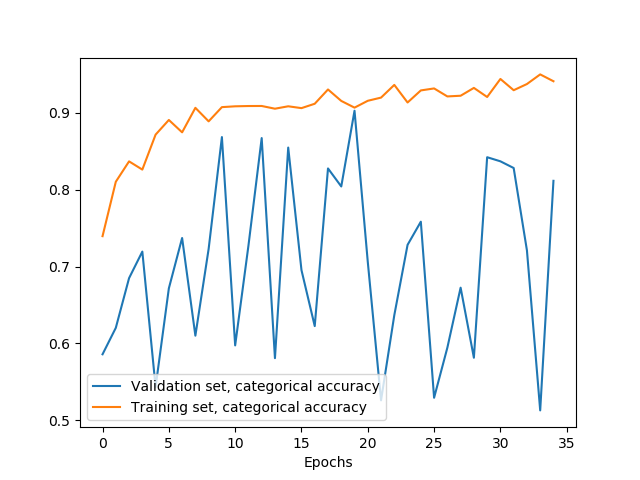 0.9
0.8
0.7
0.6
0.5
Validation set, categorical accuracy
Training set, categorical accuracy
0 5 10 15 20 25 30 35
Epochs